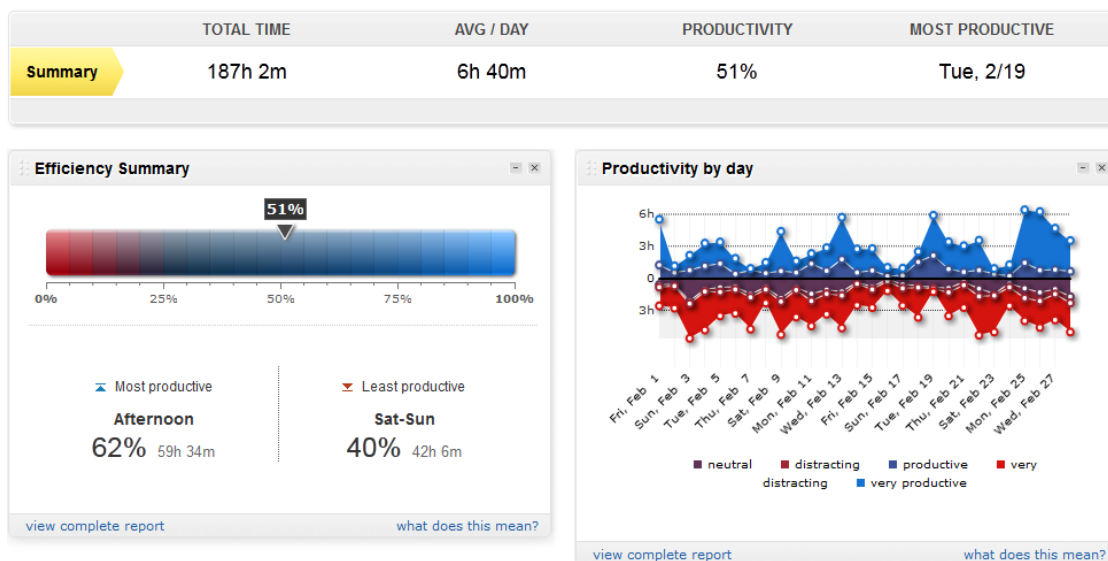 TOTAL TIME AVG / DAY PRODUCTIVITY MOST PRODUCTIVE
Summary 187h 2m 6h 40m 51% Tue, 2/19
Efficiency Summary
51%
0% 25% 50% 75% 100%
Most productive
Afternoon
62% 59h 34m
Least productive
Sat-Sun
40% 42h 6m
view complete report what does this mean?
Productivity by day
6h
3h
0
3h
Fri, Feb 1
Sun, Feb 3
Tue, Feb 5
Thu, Feb 7
Sat, Feb 9
Mon, Feb 11
Wed, Feb 13
Fri, Feb 15
Sun, Feb 17
Tue, Feb 19
Thu, Feb 21
Sat, Feb 23
Mon, Feb 25
Wed, Feb 27
neutral distracting productive very
distracting very productive
view complete report what does this mean?